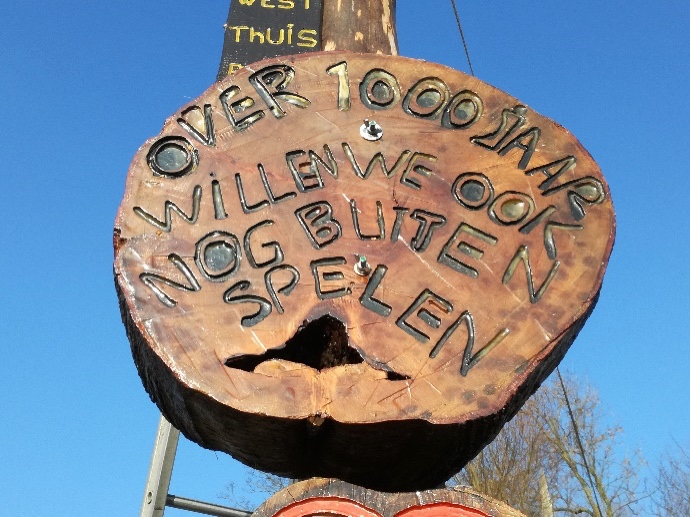 WEST
THUIS
OVER 1000 JAAR
WILLEN WE OOK
NOG BUITEN
SPELEN